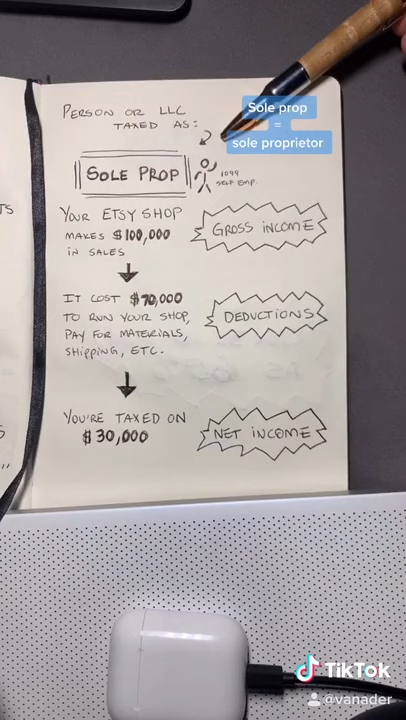 PERSON OR LLC
TAXED AS:
Sole prop
=
sole proprietor
SOLE PROP
1099
SELF EMP.
YOUR ETSY SHOP
MAKES $100,000
IN SALES
GROSS INCOME
IT COST $70,000
TO RUN YOUR SHOP,
PAY FOR MATERIALS,
SHIPPING, ETC.
DEDUCTIONS
YOU'RE TAXED ON
$30,000
NET INCOME
TikTok
@vanader